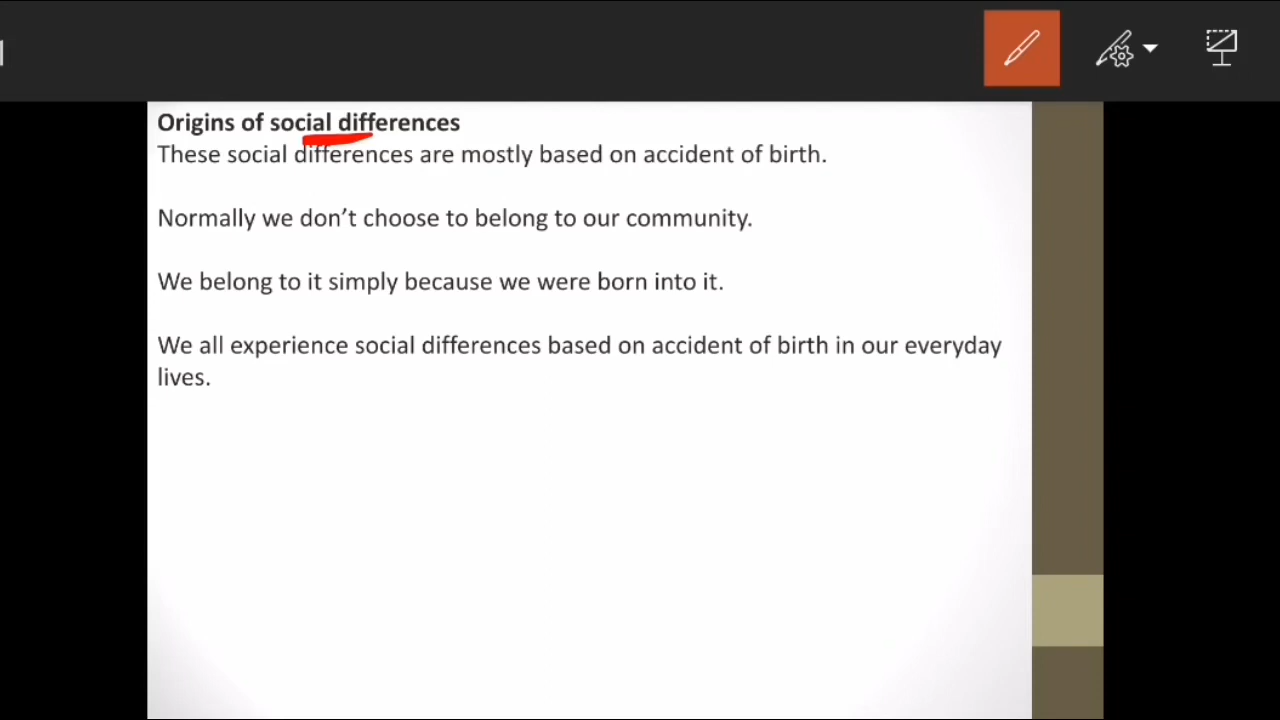 Origins of social differences
These social differences are mostly based on accident of birth.
Normally we don’t choose to belong to our community.
We belong to it simply because we were born into it.
We all experience social differences based on accident of birth in our everyday
lives.